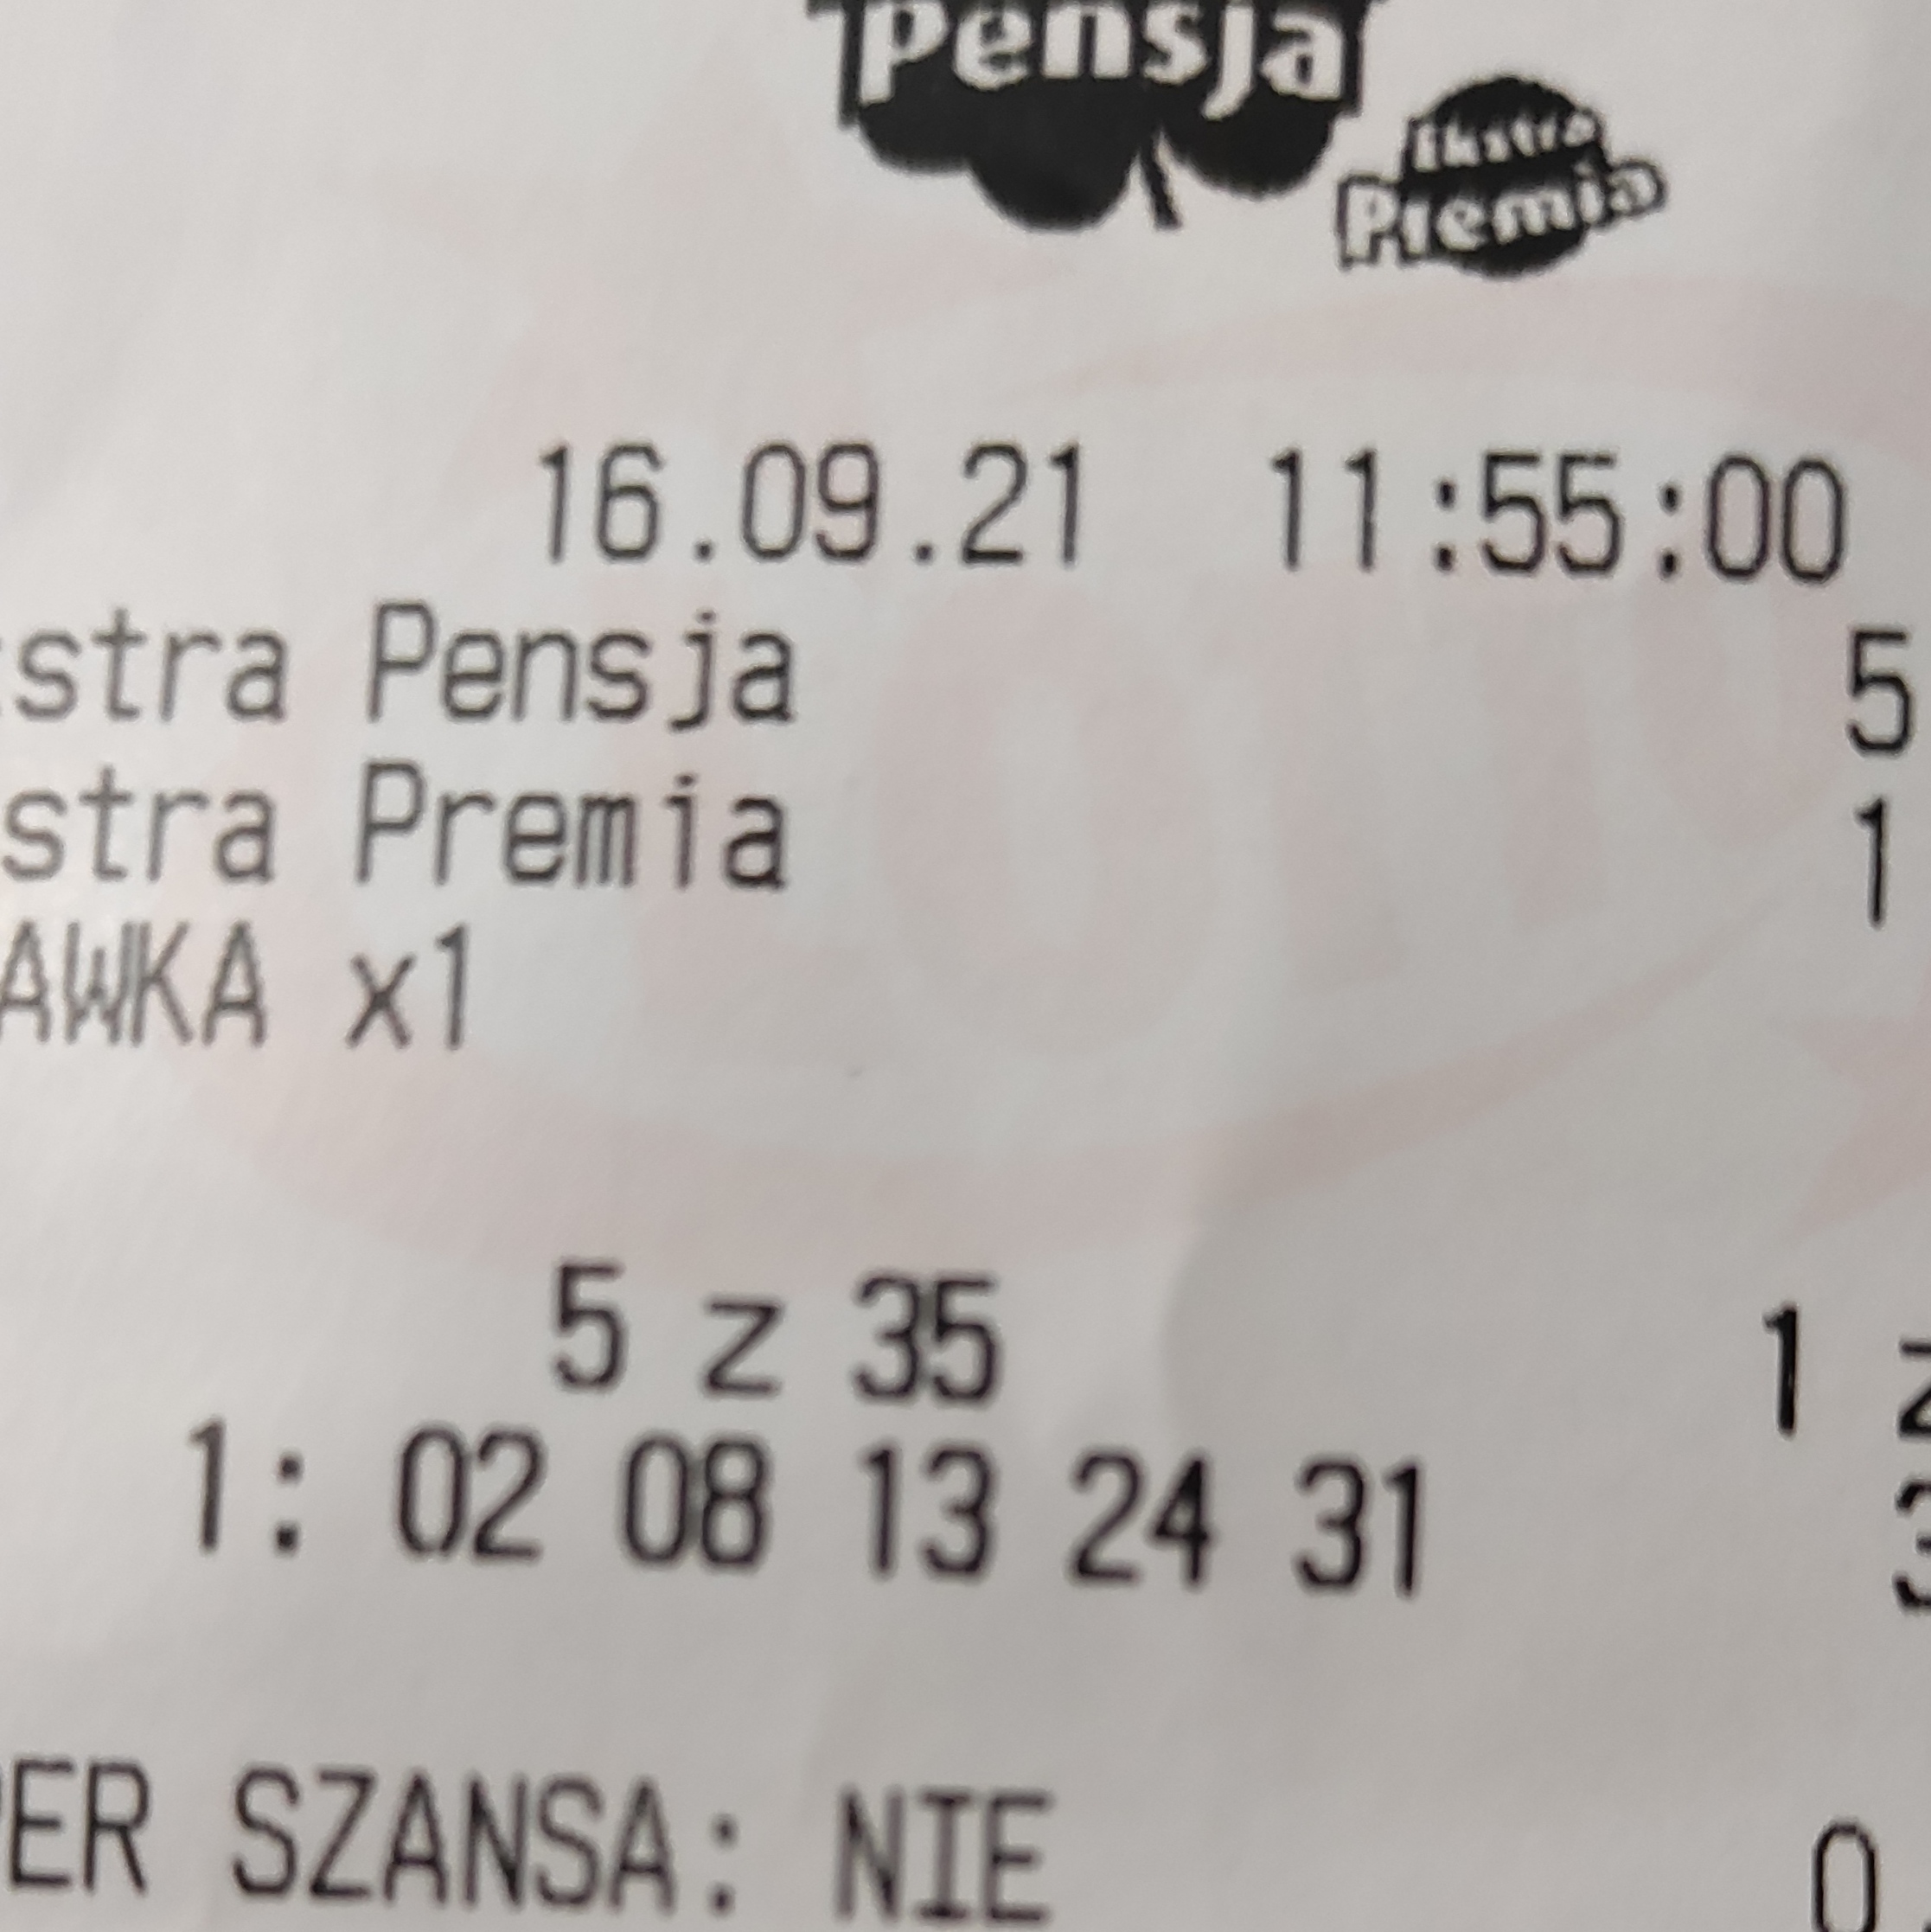 Pensja
Ekstra
Premia
16.09.21 11:55:00
stra Pensja 5
stra Premia 1
AWKA x1
5 z 35 1 z
1: 02 08 13 24 31 3
ER SZANSA: NIE 0